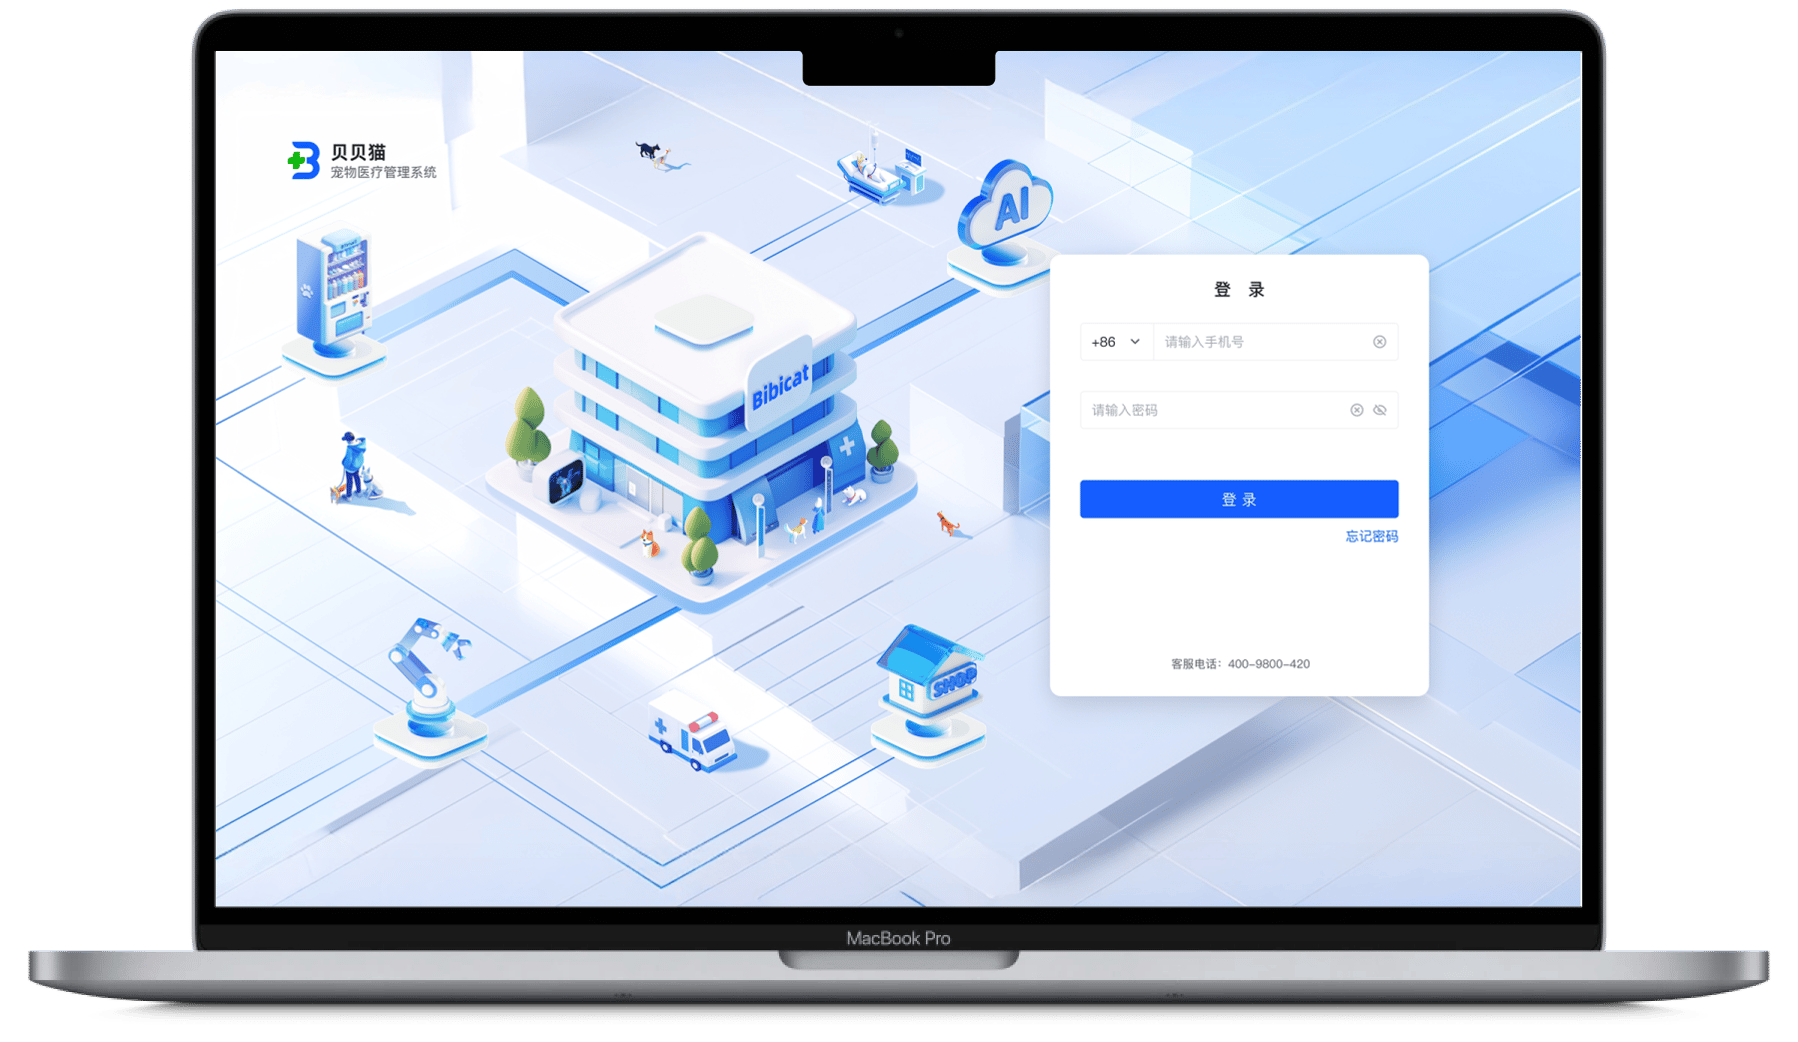 贝贝猫
宠物医疗管理系统
AI
Bibicat
SHOP
登 录
+86
请输入手机号
请输入密码
登 录
忘记密码
客服电话：400-9800-420
MacBook Pro